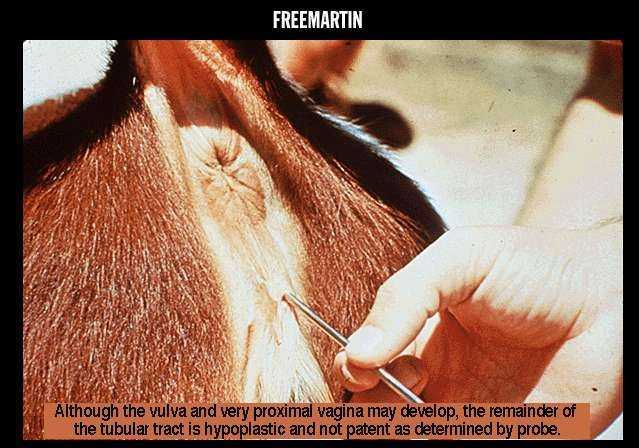 FREEMARTIN
Although the vulva and very proximal vagina may develop, the remainder of
the tubular tract is hypoplastic and not patent as determined by probe.